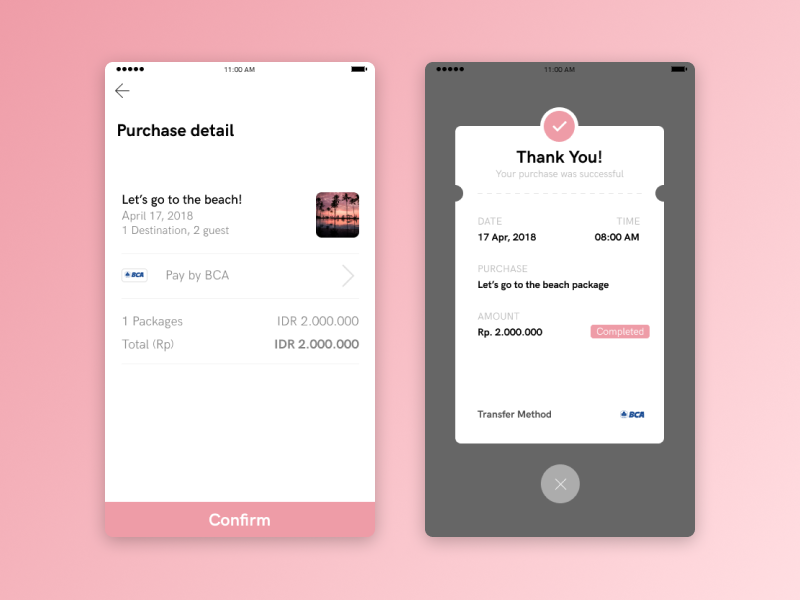 11:00 AM
Purchase detail
Let's go to the beach!
April 17, 2018
1 Destination, 2 guest
BCA Pay by BCA
1 Packages IDR 2.000.000
Total (Rp) IDR 2.000.000
Confirm
11:00 AM
Thank You!
Your purchase was successful
DATE TIME
17 Apr, 2018 08:00 AM
PURCHASE
Let's go to the beach package
AMOUNT
Rp. 2.000.000 Completed
Transfer Method BCA